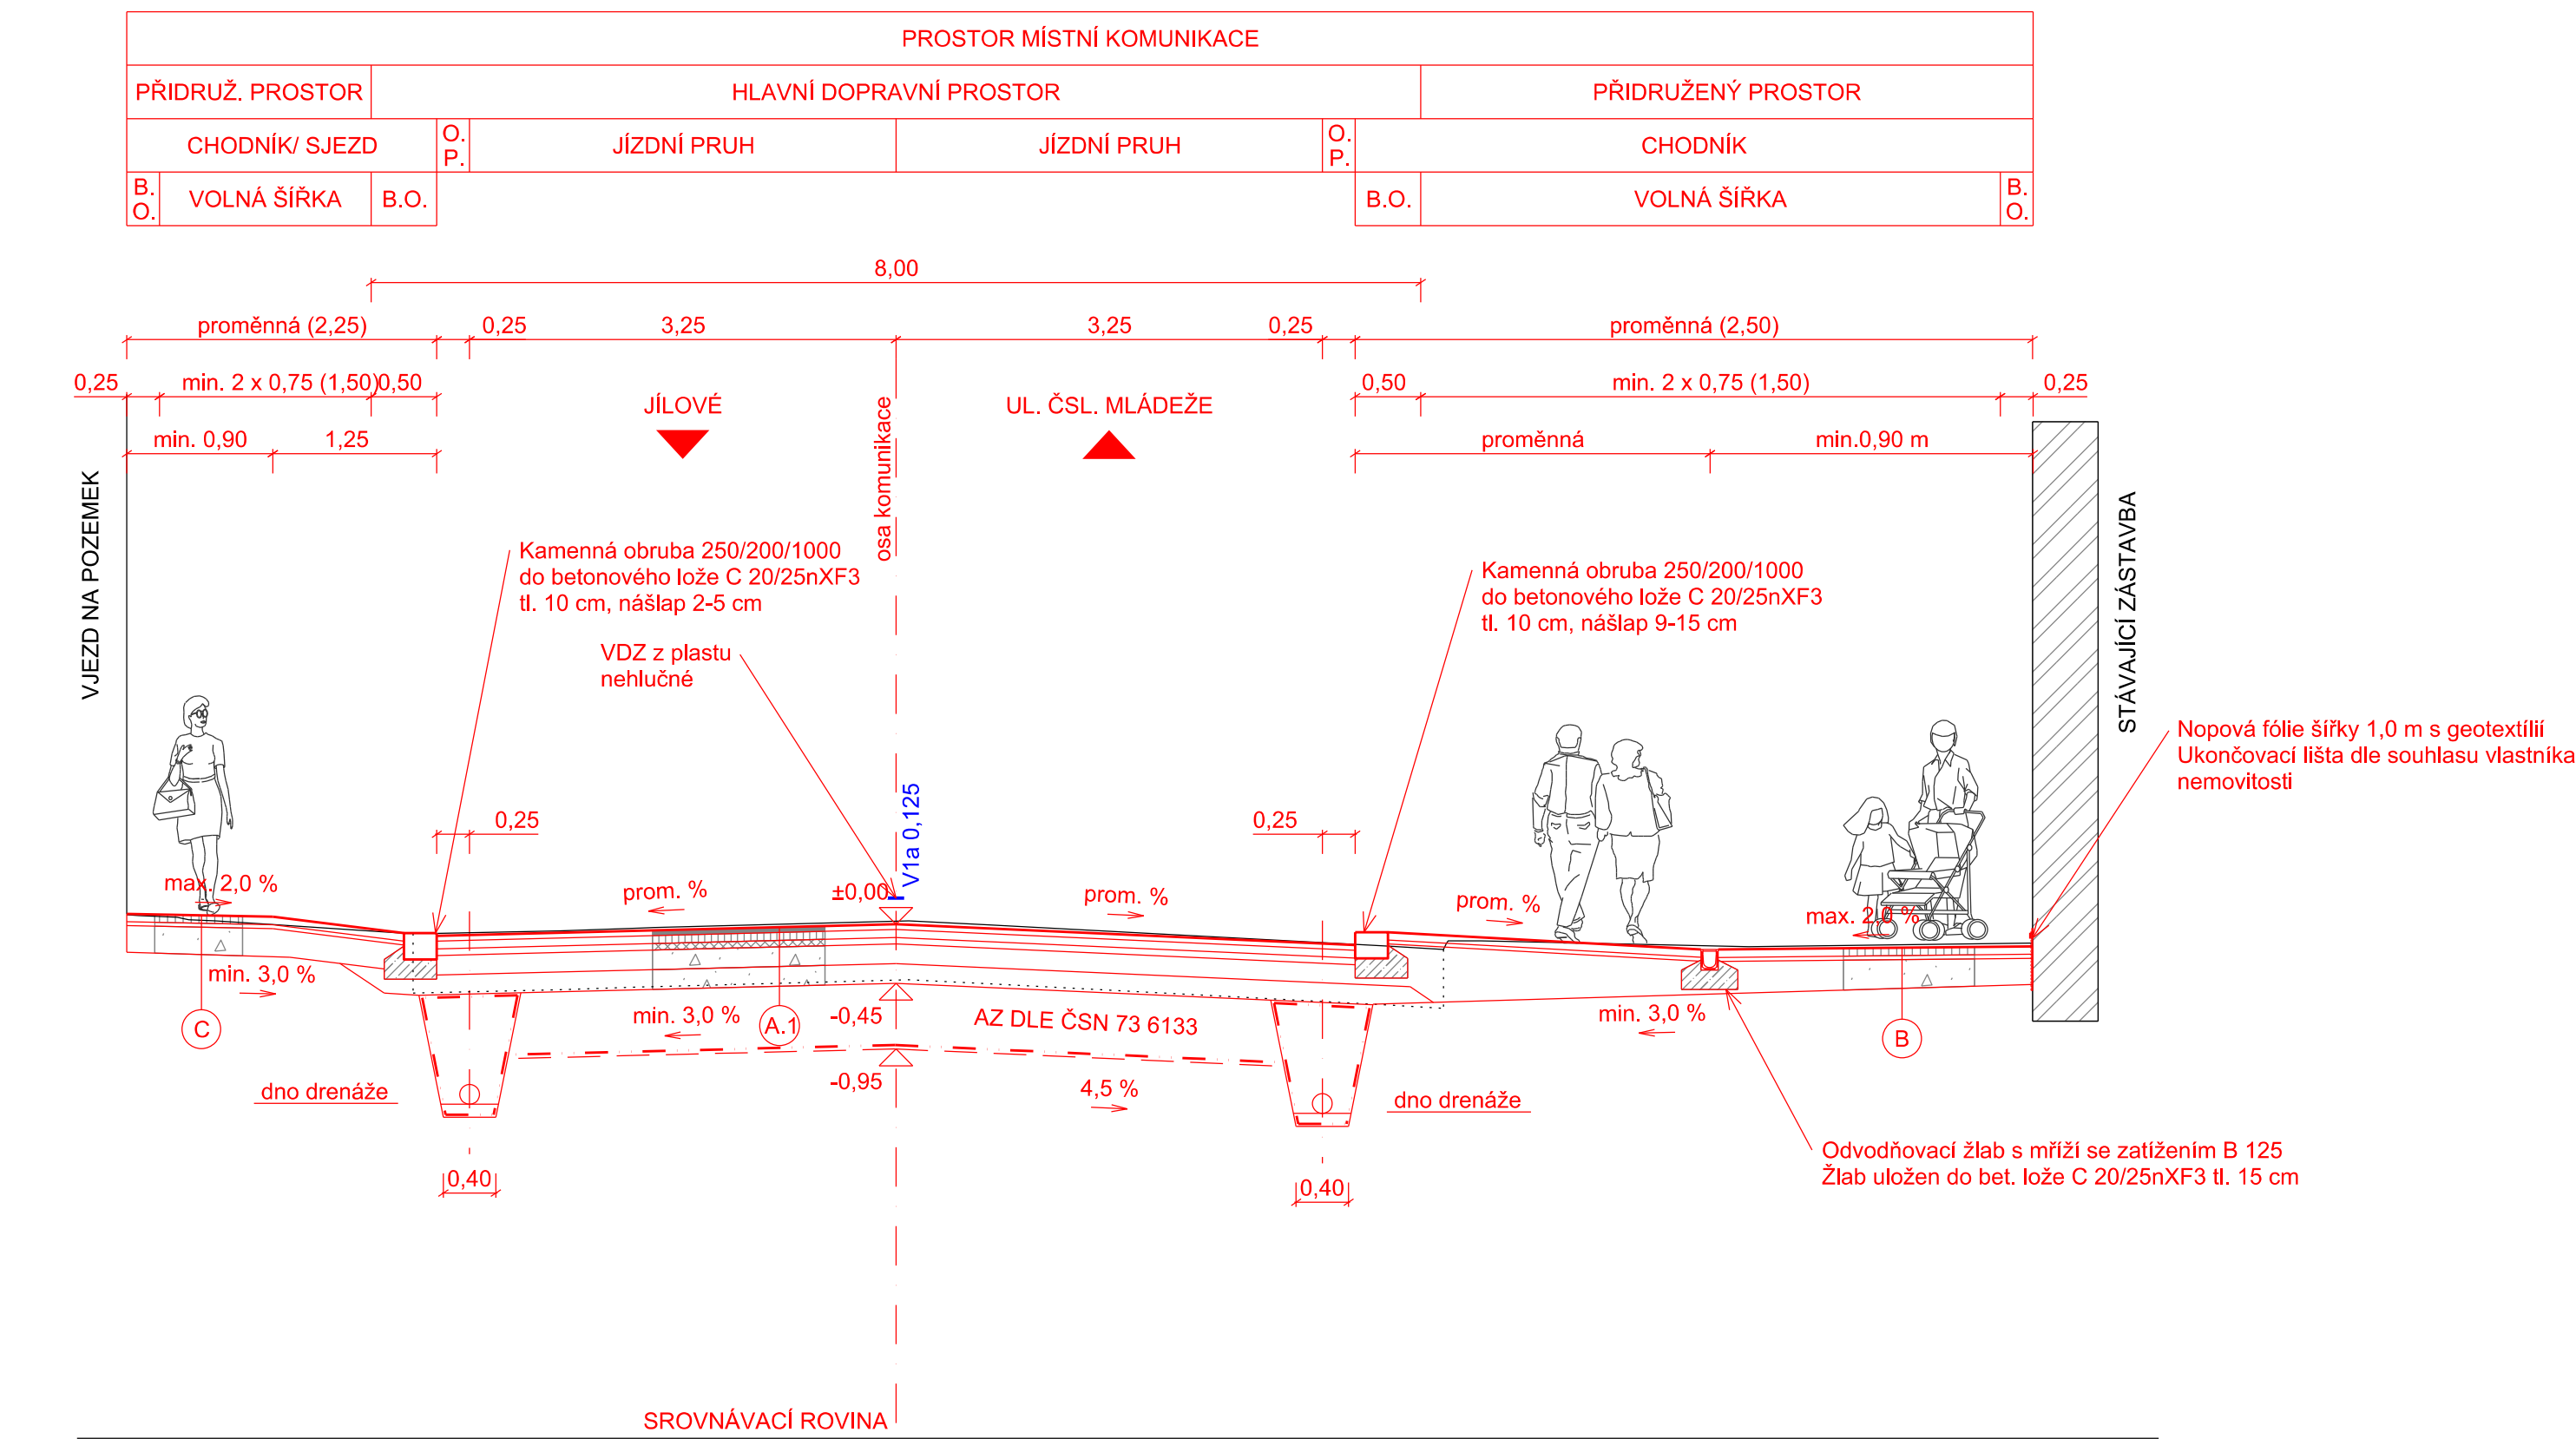 PROSTOR MÍSTNÍ KOMUNIKACE
PŘIDRUŽ. PROSTOR
HLAVNÍ DOPRAVNÍ PROSTOR
PŘIDRUŽENÝ PROSTOR
CHODNÍK/ SJEZD
O.
P.
JÍZDNÍ PRUH
JÍZDNÍ PRUH
O.
P.
CHODNÍK
B.
O.
VOLNÁ ŠÍŘKA
B.O.
B.O.
VOLNÁ ŠÍŘKA
B.
O.
8,00
proměnná (2,25)
0,25
3,25
3,25
0,25
proměnná (2,50)
0,25
min. 2 x 0,75 (1,50)
0,50
0,50
min. 2 x 0,75 (1,50)
0,25
JÍLOVÉ
UL. ČSL. MLÁDEŽE
min. 0,90
1,25
proměnná
min.0,90 m
osa komunikace
VJEZD NA POZEMEK
STÁVAJÍCÍ ZÁSTAVBA
Kamenná obruba 250/200/1000
do betonového lože C 20/25nXF3
tl. 10 cm, nášlap 2-5 cm
Kamenná obruba 250/200/1000
do betonového lože C 20/25nXF3
tl. 10 cm, nášlap 9-15 cm
VDZ z plastu
nehlučné
Nopová fólie šířky 1,0 m s geotextílií
Ukončovací lišta dle souhlasu vlastníka
nemovitosti
V1a 0,125
0,25
0,25
max. 2,0 %
prom. %
±0,00
prom. %
prom. %
max. 2,0 %
min. 3,0 %
C
min. 3,0 %
A.1
-0,45
AZ DLE ČSN 73 6133
min. 3,0 %
B
dno drenáže
-0,95
4,5 %
dno drenáže
Odvodňovací žlab s mříží se zatížením B 125
Žlab uložen do bet. lože C 20/25nXF3 tl. 15 cm
0,40
0,40
SROVNÁVACÍ ROVINA